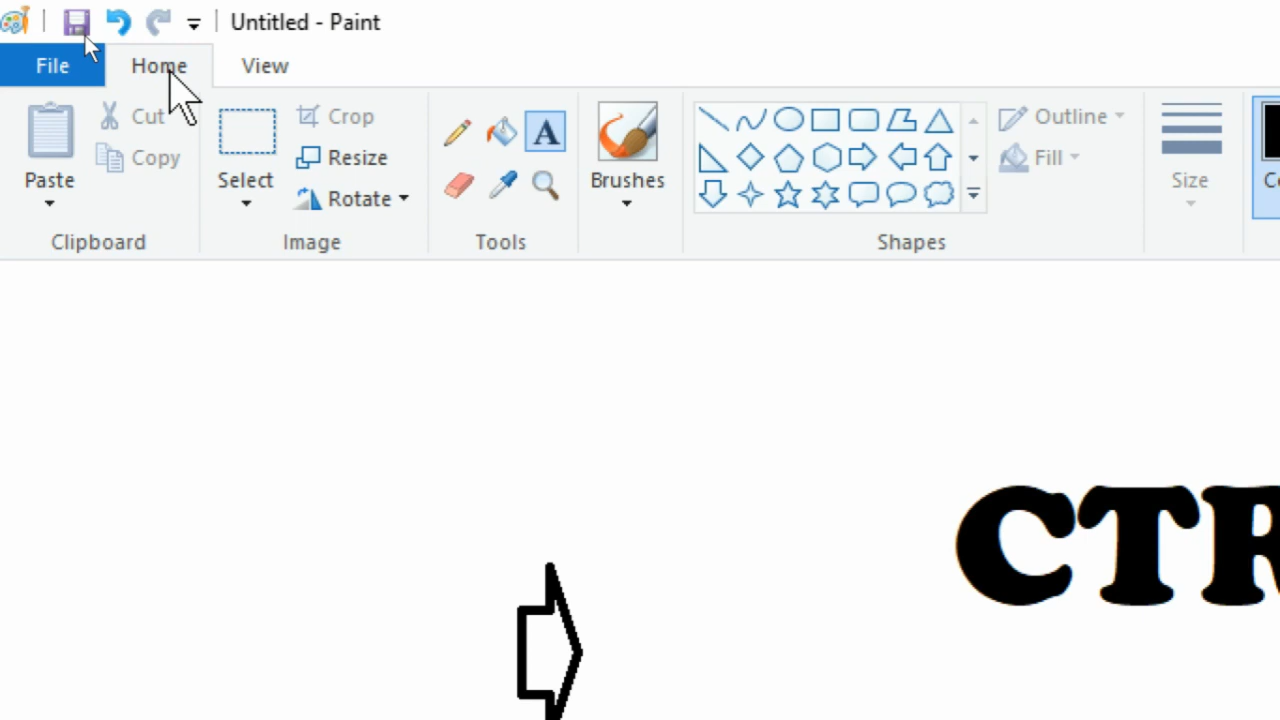 Untitled - Paint
File Home View
Cut Crop Outline
Copy Resize Fill
Paste Select Rotate Brushes Size
Clipboard Image Tools Shapes
A
CTR